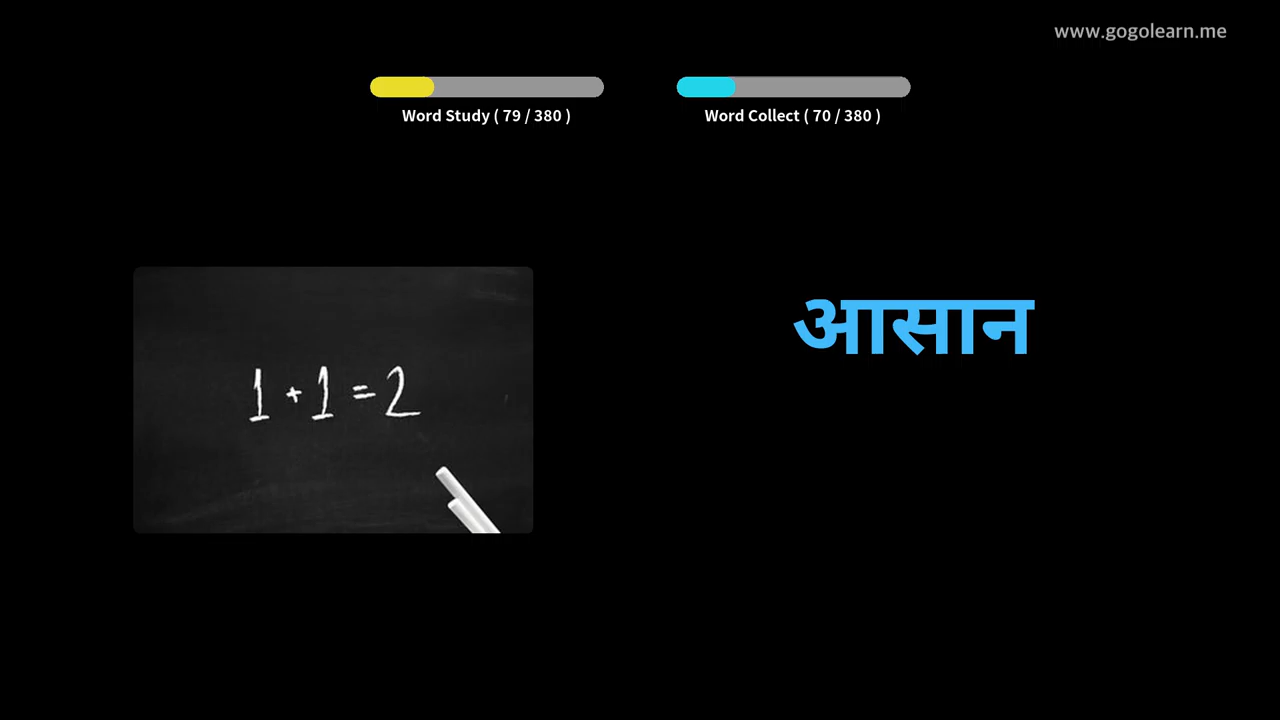 www.gogolearn.me
Word Study ( 79 / 380 )
Word Collect ( 70 / 380 )
आसान
1 + 1 = 2